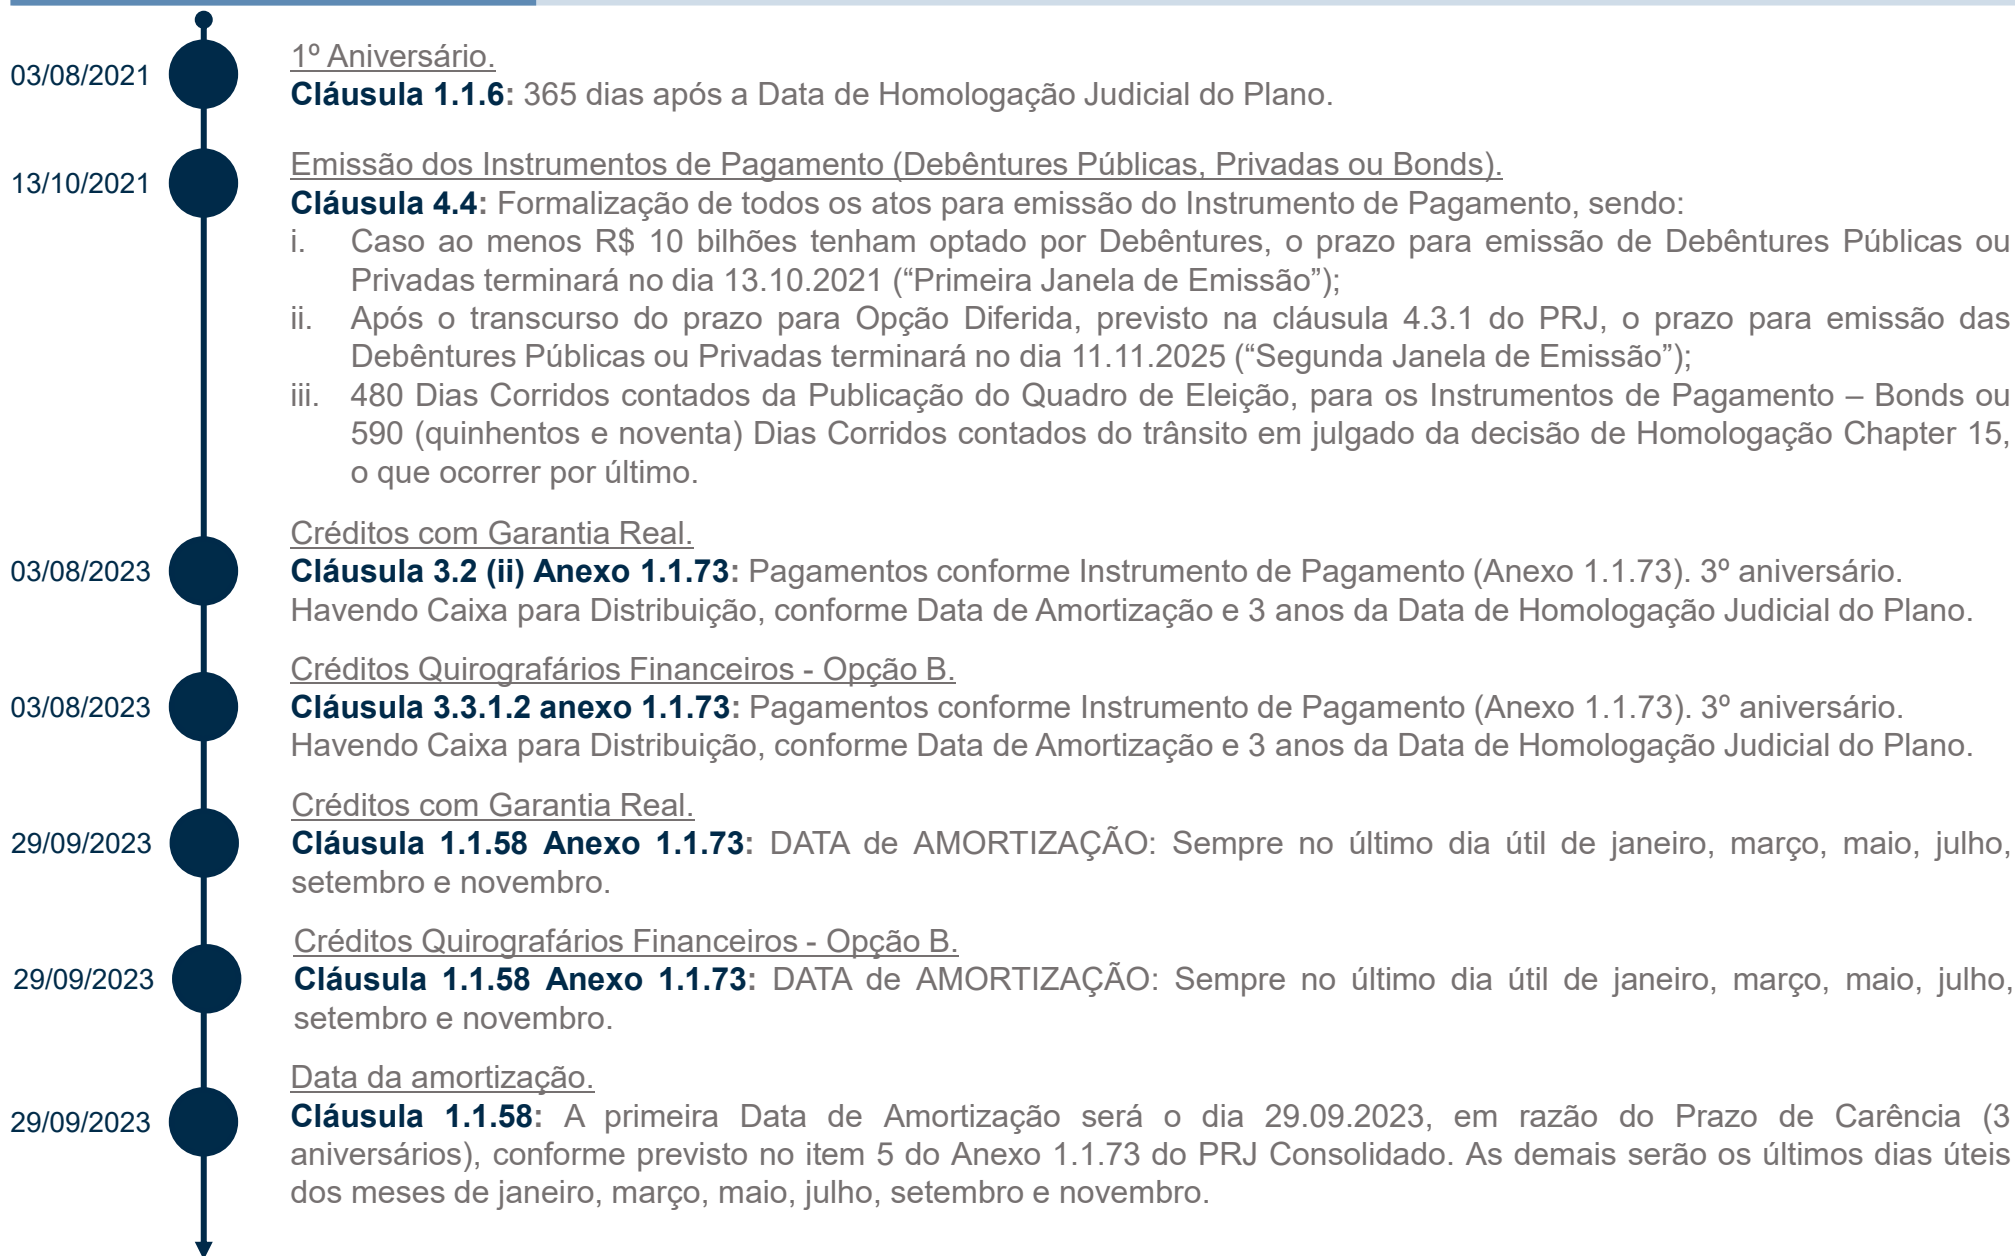 03/08/2021
1º Aniversário.
Cláusula 1.1.6: 365 dias após a Data de Homologação Judicial do Plano.
13/10/2021
Emissão dos Instrumentos de Pagamento (Debêntures Públicas, Privadas ou Bonds).
Cláusula 4.4: Formalização de todos os atos para emissão do Instrumento de Pagamento, sendo:
i. Caso ao menos R$ 10 bilhões tenham optado por Debêntures, o prazo para emissão de Debêntures Públicas ou
Privadas terminará no dia 13.10.2021 (“Primeira Janela de Emissão”);
ii. Após o transcurso do prazo para Opção Diferida, previsto na cláusula 4.3.1 do PRJ, o prazo para emissão das
Debêntures Públicas ou Privadas terminará no dia 11.11.2025 (“Segunda Janela de Emissão”);
iii. 480 Dias Corridos contados da Publicação do Quadro de Eleição, para os Instrumentos de Pagamento – Bonds ou
590 (quinhentos e noventa) Dias Corridos contados do trânsito em julgado da decisão de Homologação Chapter 15,
o que ocorrer por último.
03/08/2023
Créditos com Garantia Real.
Cláusula 3.2 (ii) Anexo 1.1.73: Pagamentos conforme Instrumento de Pagamento (Anexo 1.1.73). 3º aniversário.
Havendo Caixa para Distribuição, conforme Data de Amortização e 3 anos da Data de Homologação Judicial do Plano.
03/08/2023
Créditos Quirografários Financeiros - Opção B.
Cláusula 3.3.1.2 anexo 1.1.73: Pagamentos conforme Instrumento de Pagamento (Anexo 1.1.73). 3º aniversário.
Havendo Caixa para Distribuição, conforme Data de Amortização e 3 anos da Data de Homologação Judicial do Plano.
29/09/2023
Créditos com Garantia Real.
Cláusula 1.1.58 Anexo 1.1.73: DATA de AMORTIZAÇÃO: Sempre no último dia útil de janeiro, março, maio, julho,
setembro e novembro.
29/09/2023
Créditos Quirografários Financeiros - Opção B.
Cláusula 1.1.58 Anexo 1.1.73: DATA de AMORTIZAÇÃO: Sempre no último dia útil de janeiro, março, maio, julho,
setembro e novembro.
29/09/2023
Data da amortização.
Cláusula 1.1.58: A primeira Data de Amortização será o dia 29.09.2023, em razão do Prazo de Carência (3
aniversários), conforme previsto no item 5 do Anexo 1.1.73 do PRJ Consolidado. As demais serão os últimos dias úteis
dos meses de janeiro, março, maio, julho, setembro e novembro.